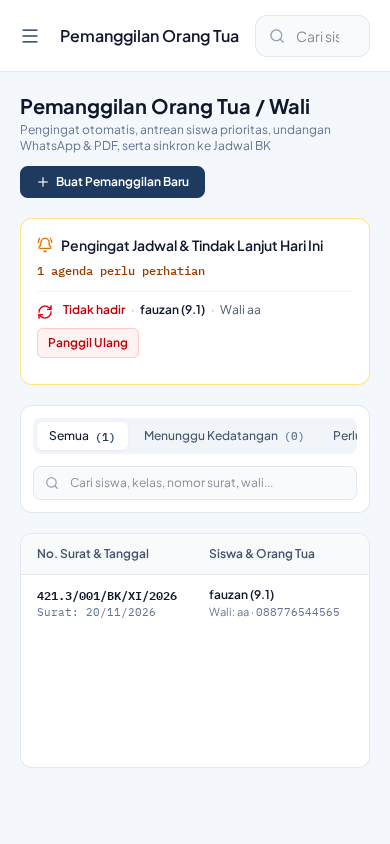 Pemanggilan Orang Tua
Cari sis
Pemanggilan Orang Tua / Wali
Pengingat otomatis, antrean siswa prioritas, undangan
WhatsApp & PDF, serta sinkron ke Jadwal BK
Buat Pemanggilan Baru
Pengingat Jadwal & Tindak Lanjut Hari Ini
1 agenda perlu perhatian
Tidak hadir · fauzan (9.1) · Wali aa
Panggil Ulang
Semua (1) Menunggu Kedatangan (0) Perlu
Cari siswa, kelas, nomor surat, wali...
No. Surat & Tanggal Siswa & Orang Tua
421.3/001/BK/XI/2026 fauzan (9.1)
Surat: 20/11/2026 Wali: aa · 088776544565